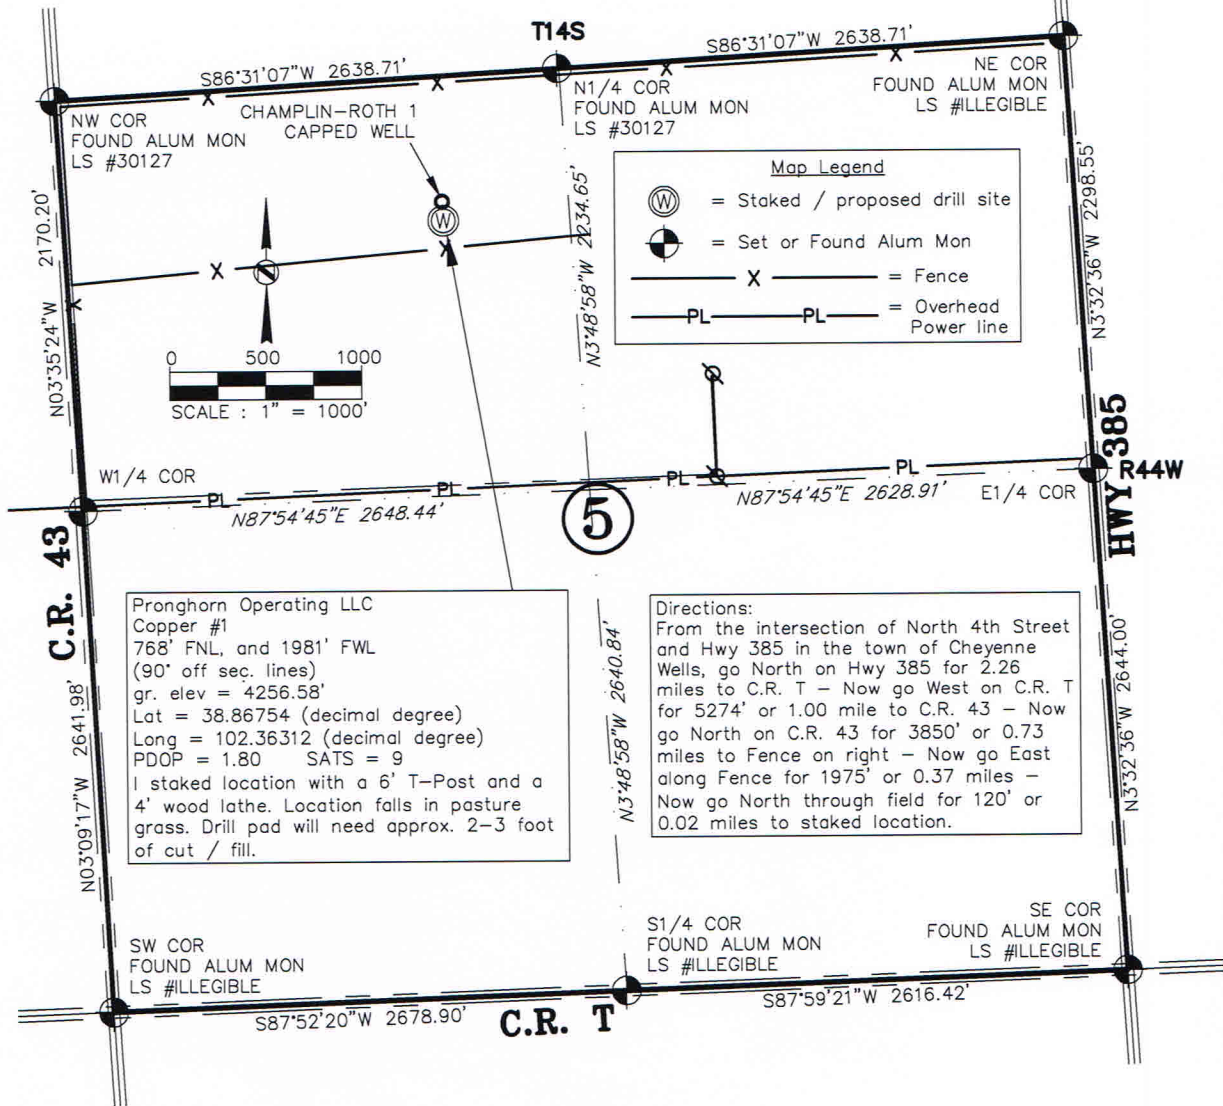 T14S
S86°31'07"W 2638.71'
S86°31'07"W 2638.71'
NW COR
FOUND ALUM MON
LS #30127
CHAMPLIN-ROTH 1
CAPPED WELL
N1/4 COR
FOUND ALUM MON
LS #30127
NE COR
FOUND ALUM MON
LS #ILLEGIBLE
Map Legend
W = Staked / proposed drill site
= Set or Found Alum Mon
X = Fence
PL PL = Overhead
Power line
N03°35'24"W 2170.20'
N3°48'58"W 2234.65'
N3°32'36"W 2298.55'
X
X
X
X
W
X
X
X
0 500 1000
SCALE : 1" = 1000'
W1/4 COR
PL
PL
PL
PL
N87°54'45"E 2648.44'
N87°54'45"E 2628.91'
E1/4 COR
R44W
HWY 385
C.R. 43
5
Pronghorn Operating LLC
Copper #1
768' FNL, and 1981' FWL
(90° off sec. lines)
gr. elev = 4256.58'
Lat = 38.86754 (decimal degree)
Long = 102.36312 (decimal degree)
PDOP = 1.80 SATS = 9
I staked location with a 6' T-Post and a
4' wood lathe. Location falls in pasture
grass. Drill pad will need approx. 2-3 foot
of cut / fill.
Directions:
From the intersection of North 4th Street
and Hwy 385 in the town of Cheyenne
Wells, go North on Hwy 385 for 2.26
miles to C.R. T - Now go West on C.R. T
for 5274' or 1.00 mile to C.R. 43 - Now
go North on C.R. 43 for 3850' or 0.73
miles to Fence on right - Now go East
along Fence for 1975' or 0.37 miles -
Now go North through field for 120' or
0.02 miles to staked location.
N03°09'17"W 2641.98'
N3°48'58"W 2640.84'
N3°32'36"W 2644.00'
SW COR
FOUND ALUM MON
LS #ILLEGIBLE
S1/4 COR
FOUND ALUM MON
LS #ILLEGIBLE
SE COR
FOUND ALUM MON
LS #ILLEGIBLE
S87°52'20"W 2678.90'
C.R. T
S87°59'21"W 2616.42'